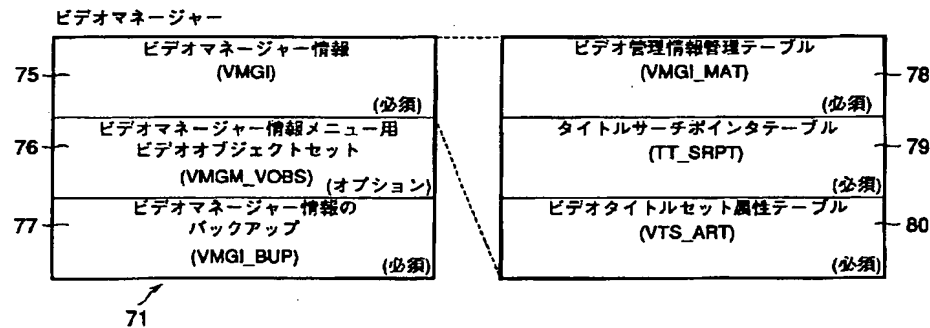 ビデオマネージャー
75
ビデオマネージャー情報
(VMGI)
(必須)
76
ビデオマネージャー情報メニュー用
ビデオオブジェクトセット
(VMGM_VOBS)
(オプション)
77
ビデオマネージャー情報の
バックアップ
(VMGI_BUP)
(必須)
71
ビデオ管理情報管理テーブル
(VMGI_MAT)
(必須)
78
タイトルサーチポインタテーブル
(TT_SRPT)
(必須)
79
ビデオタイトルセット属性テーブル
(VTS_ART)
(必須)
80